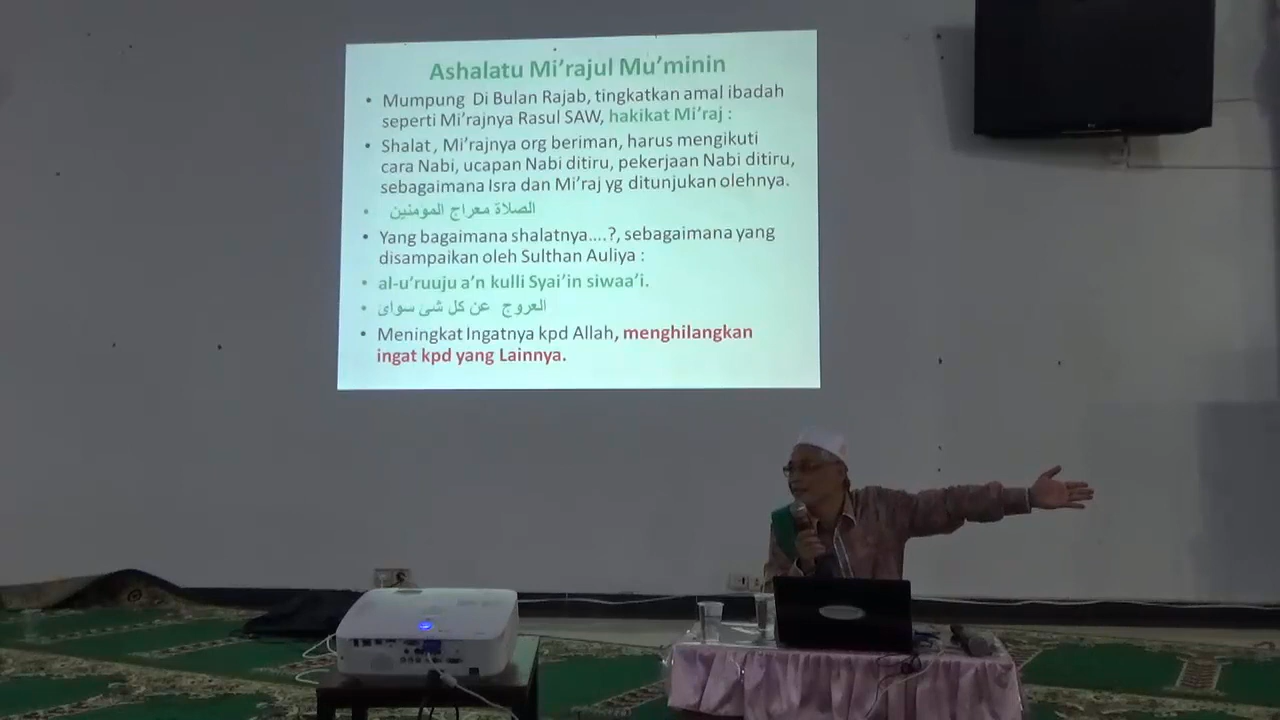 Ashalatu Mi'rajul Mu'minin
• Mumpung Di Bulan Rajab, tingkatkan amal ibadah
seperti Mi'rajnya Rasul SAW, hakikat Mi'raj :
• Shalat , Mi'rajnya org beriman, harus mengikuti
cara Nabi, ucapan Nabi ditiru, pekerjaan Nabi ditiru,
sebagaimana Isra dan Mi'raj yg ditunjukan olehnya.
• الصلاة معراج المومنين
• Yang bagaimana shalatnya....?, sebagaimana yang
disampaikan oleh Sulthan Auliya :
• al-u'ruuju a'n kulli Syai'in siwaa'i.
• العروج عن كل شئ سوائ
• Meningkat Ingatnya kpd Allah, menghilangkan
ingat kpd yang Lainnya.